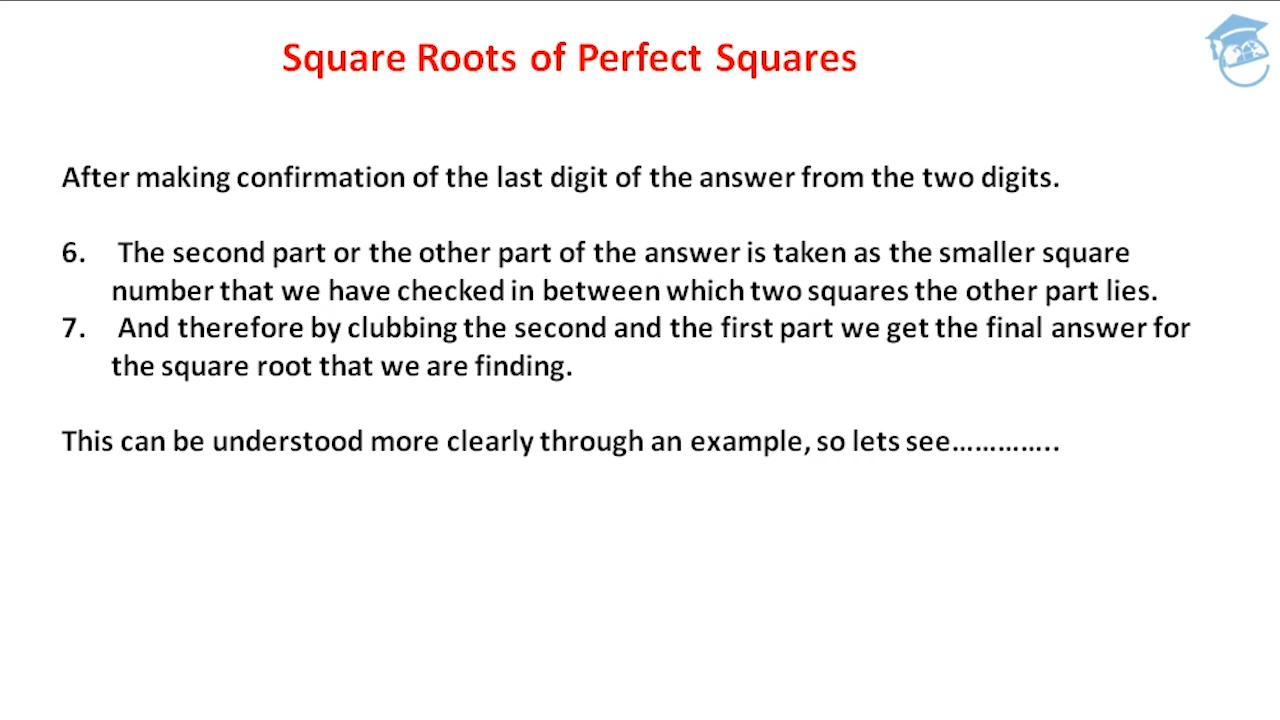 Square Roots of Perfect Squares
After making confirmation of the last digit of the answer from the two digits.
6. The second part or the other part of the answer is taken as the smaller square
number that we have checked in between which two squares the other part lies.
7. And therefore by clubbing the second and the first part we get the final answer for
the square root that we are finding.
This can be understood more clearly through an example, so lets see…………..